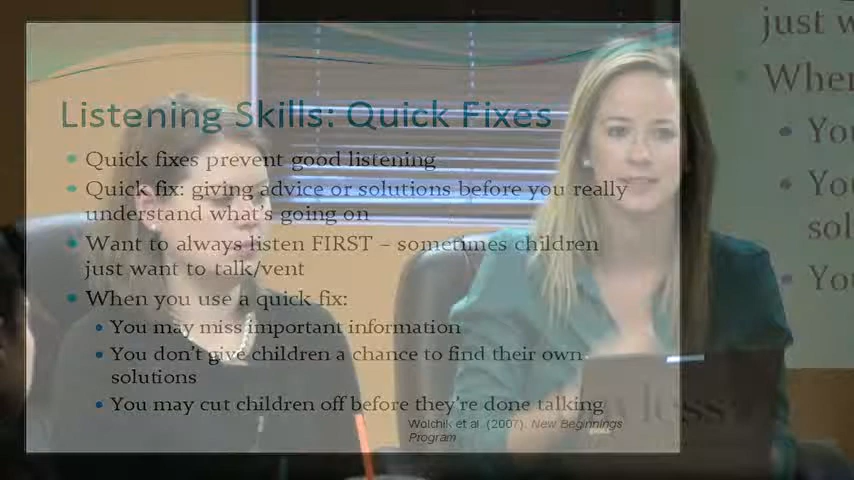 Listening Skills: Quick Fixes
Quick fixes prevent good listening
Quick fix: giving advice or solutions before you really
understand what's going on
Want to always listen FIRST – sometimes children
just want to talk/vent
When you use a quick fix:
You may miss important information
You don't give children a chance to find their own
solutions
You may cut children off before they're done talking
Wolchik et al. (2007). New Beginnings
Program
just w
When
You
You
sol
You
less